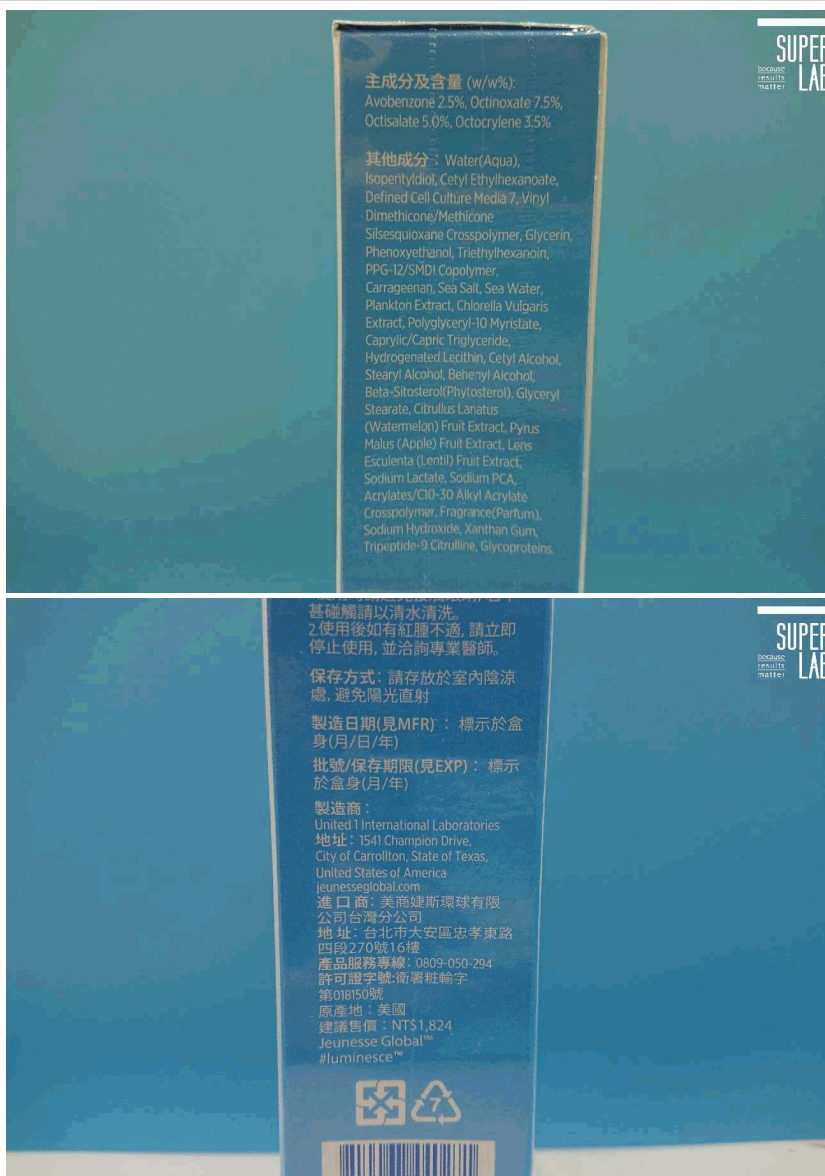 SUPER
LAB
because
results
matter
主成分及含量 (w/w%):
Avobenzone 2.5%, Octinoxate 7.5%,
Octisalate 5.0%, Octocrylene 3.5%
其他成分：Water(Aqua),
Isopentyldiol, Cetyl Ethylhexanoate,
Defined Cell Culture Media 7, Vinyl
Dimethicone/Methicone
Silsesquioxane Crosspolymer, Glycerin,
Phenoxyethanol, Triethylhexanoin,
PPG-12/SMDI Copolymer,
Carrageenan, Sea Salt, Sea Water,
Plankton Extract, Chlorella Vulgaris
Extract, Polyglyceryl-10 Myristate,
Caprylic/Capric Triglyceride,
Hydrogenated Lecithin, Cetyl Alcohol,
Stearyl Alcohol, Behenyl Alcohol,
Beta-Sitosterol(Phytosterol), Glyceryl
Stearate, Citrullus Lanatus
(Watermelon) Fruit Extract, Pyrus
Malus (Apple) Fruit Extract, Lens
Esculenta (Lentil) Fruit Extract,
Sodium Lactate, Sodium PCA,
Acrylates/C10-30 Alkyl Acrylate
Crosspolymer, Fragrance(Parfum),
Sodium Hydroxide, Xanthan Gum,
Tripeptide-9 Citrulline, Glycoproteins.
SUPER
LAB
because
results
matter
甚碰觸請以清水清洗。
2.使用後如有紅腫不適, 請立即
停止使用, 並洽詢專業醫師。
保存方式：請存放於室內陰涼
處, 避免陽光直射
製造日期(見MFR)：標示於盒
身(月/日/年)
批號/保存期限(見EXP)：標示
於盒身(月/年)
製造商：
United 1 International Laboratories
地址：1541 Champion Drive,
City of Carrollton, State of Texas,
United States of America
jeunesseglobal.com
進口商：美商婕斯環球有限
公司台灣分公司
地址：台北市大安區忠孝東路
四段270號16樓
產品服務專線：0809-050-294
許可證字號:衛署粧輸字
第018150號
原產地：美國
建議售價：NT$1,824
Jeunesse Global™
#luminesce™
7